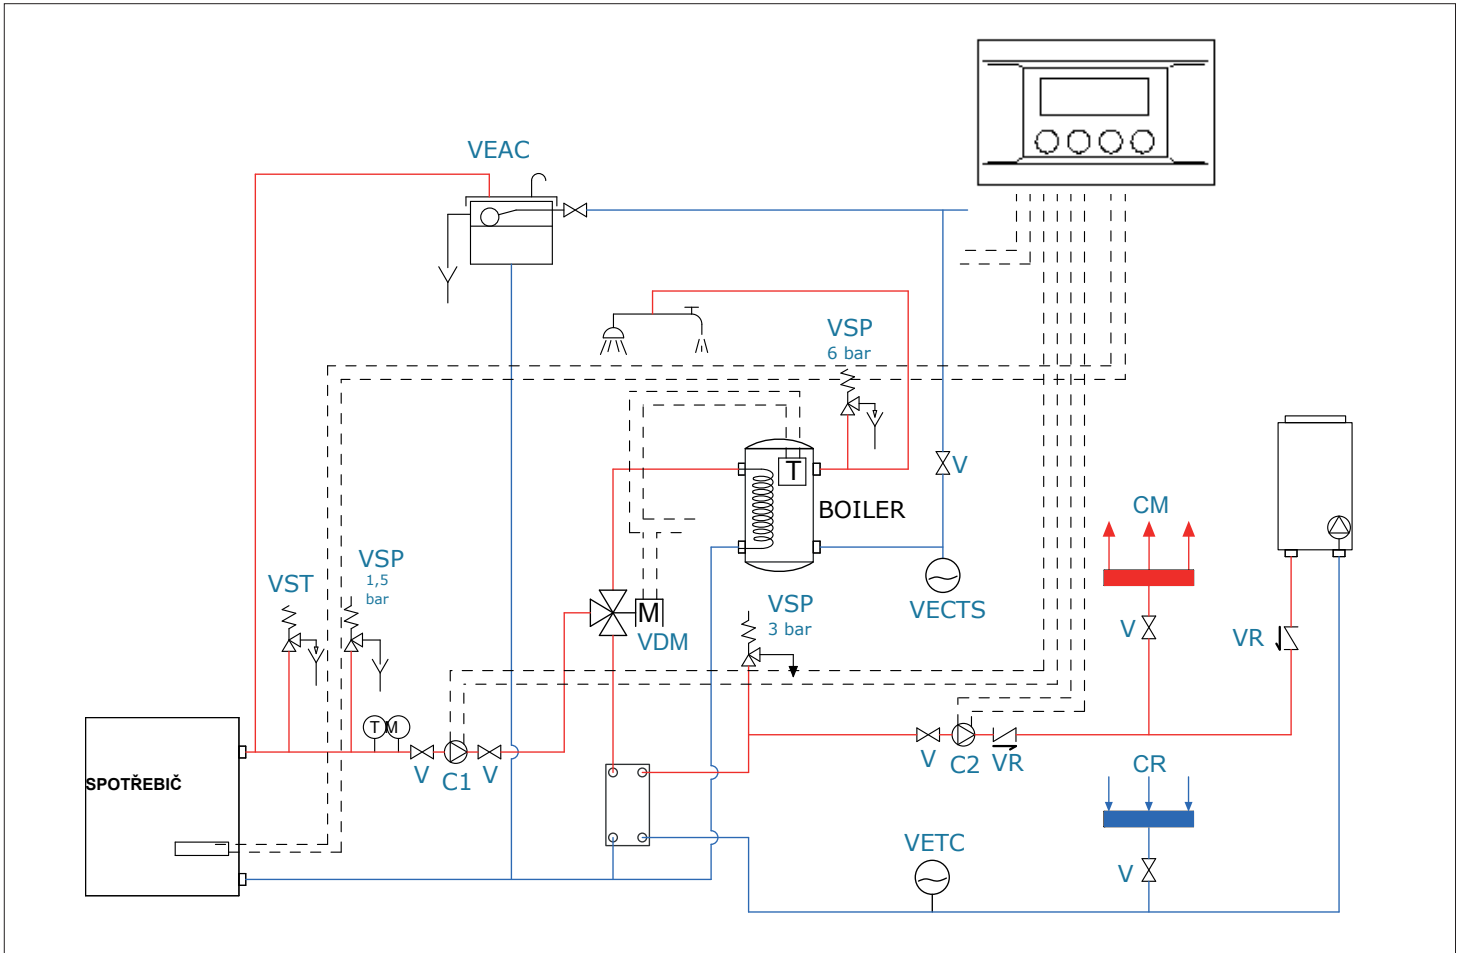 VEAC
VSP
6 bar
T
BOILER
V
CM
VSP
1,5
bar
VST
VECTS
M
VDM
VSP
3 bar
V
VR
T M
V
C1
V
V
C2
VR
CR
SPOTŘEBIČ
VETC
V